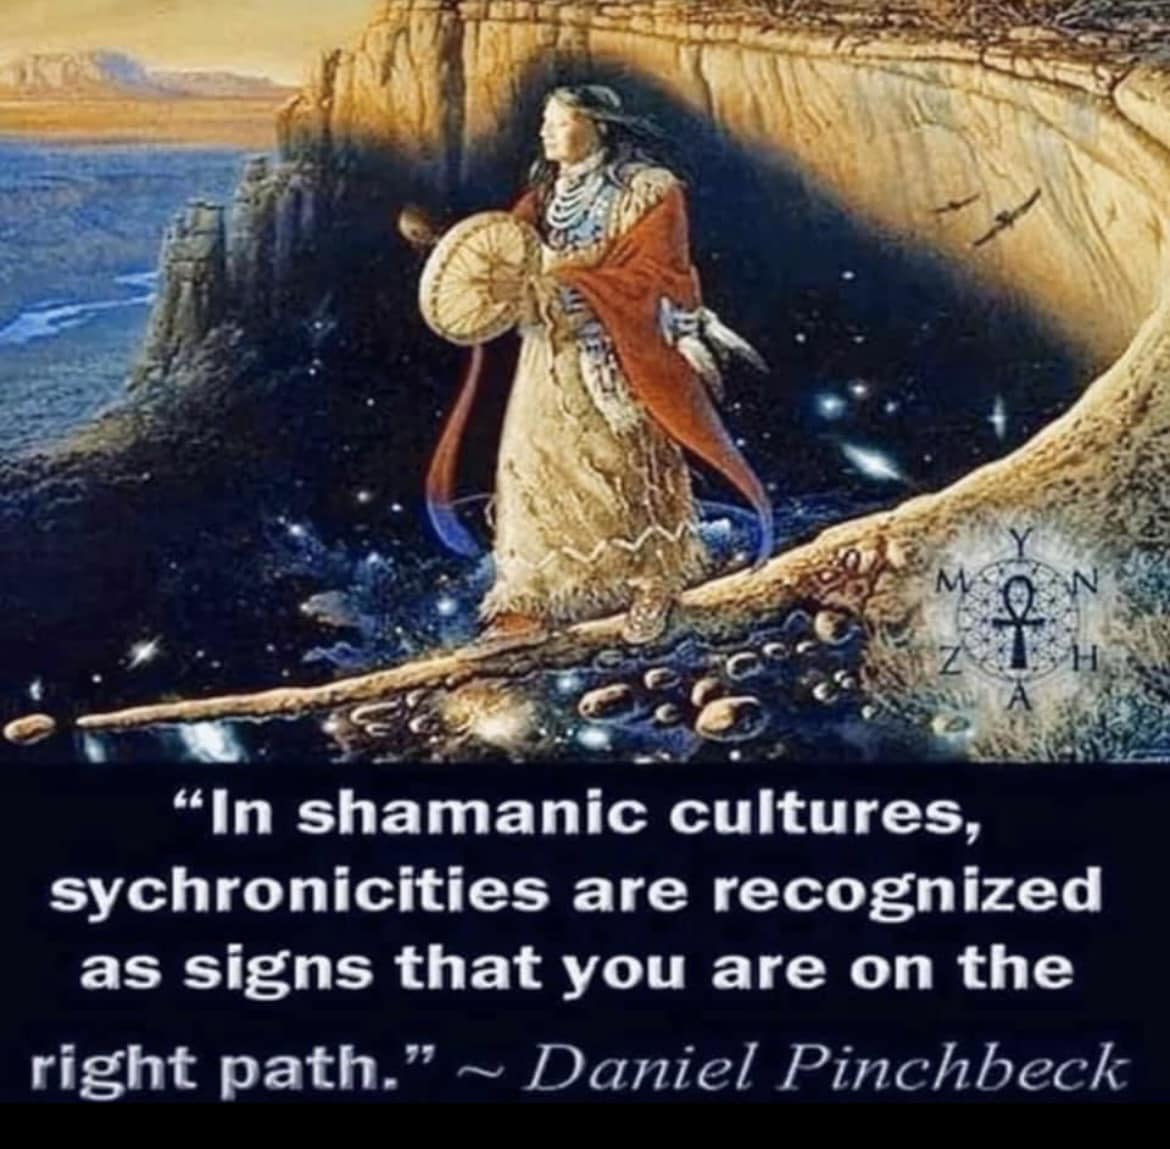 Y
M N
Z H
A
“In shamanic cultures,
sychronicities are recognized
as signs that you are on the
right path.” ~ Daniel Pinchbeck